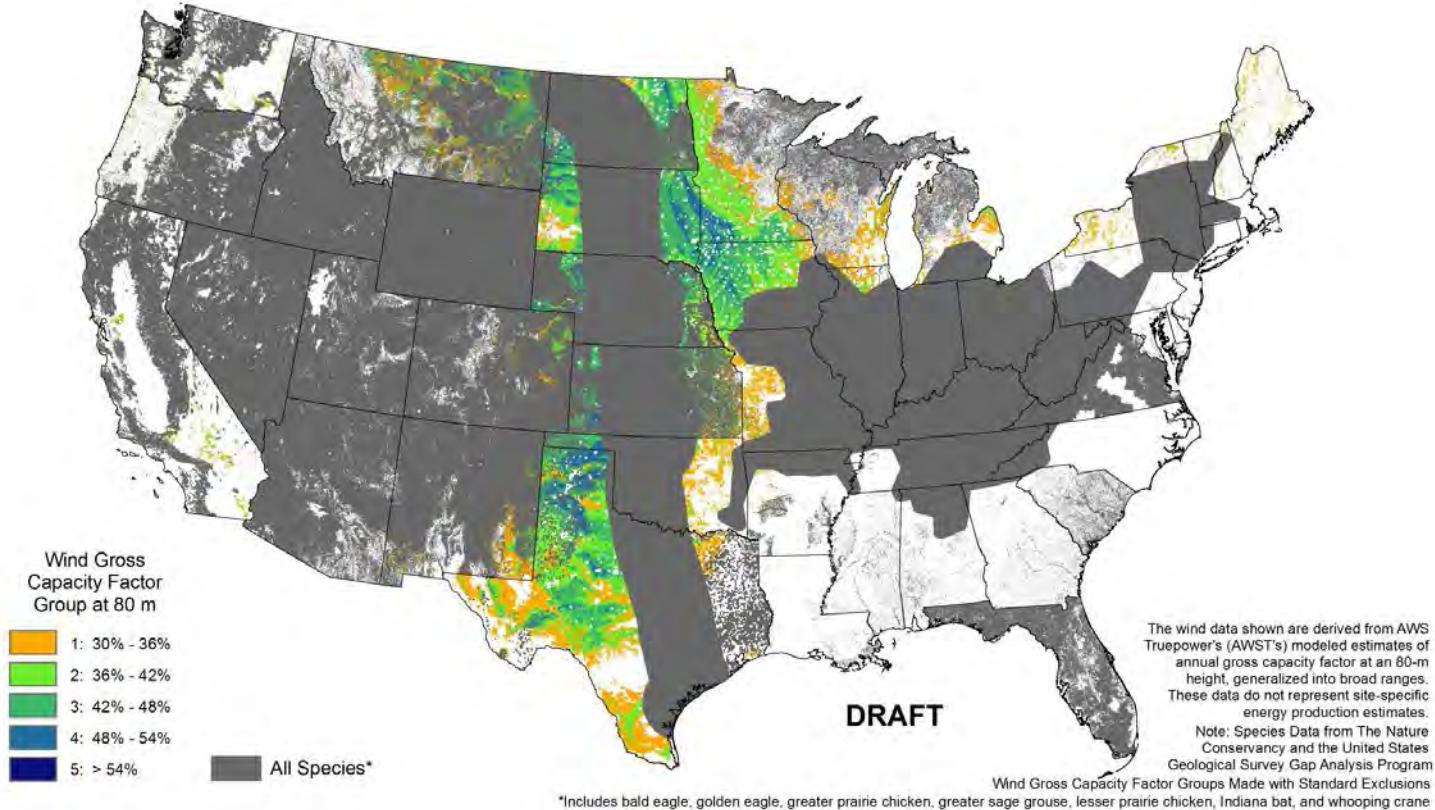 Wind Gross
Capacity Factor
Group at 80 m
1: 30% - 36%
2: 36% - 42%
3: 42% - 48%
4: 48% - 54%
5: > 54%
All Species*
DRAFT
The wind data shown are derived from AWS
Truepower's (AWST's) modeled estimates of
annual gross capacity factor at an 80-m
height, generalized into broad ranges.
These data do not represent site-specific
energy production estimates.
Note: Species Data from The Nature
Conservancy and the United States
Geological Survey Gap Analysis Program
Wind Gross Capacity Factor Groups Made with Standard Exclusions
*Includes bald eagle, golden eagle, greater prairie chicken, greater sage grouse, lesser prairie chicken, Indiana bat, and whooping crane